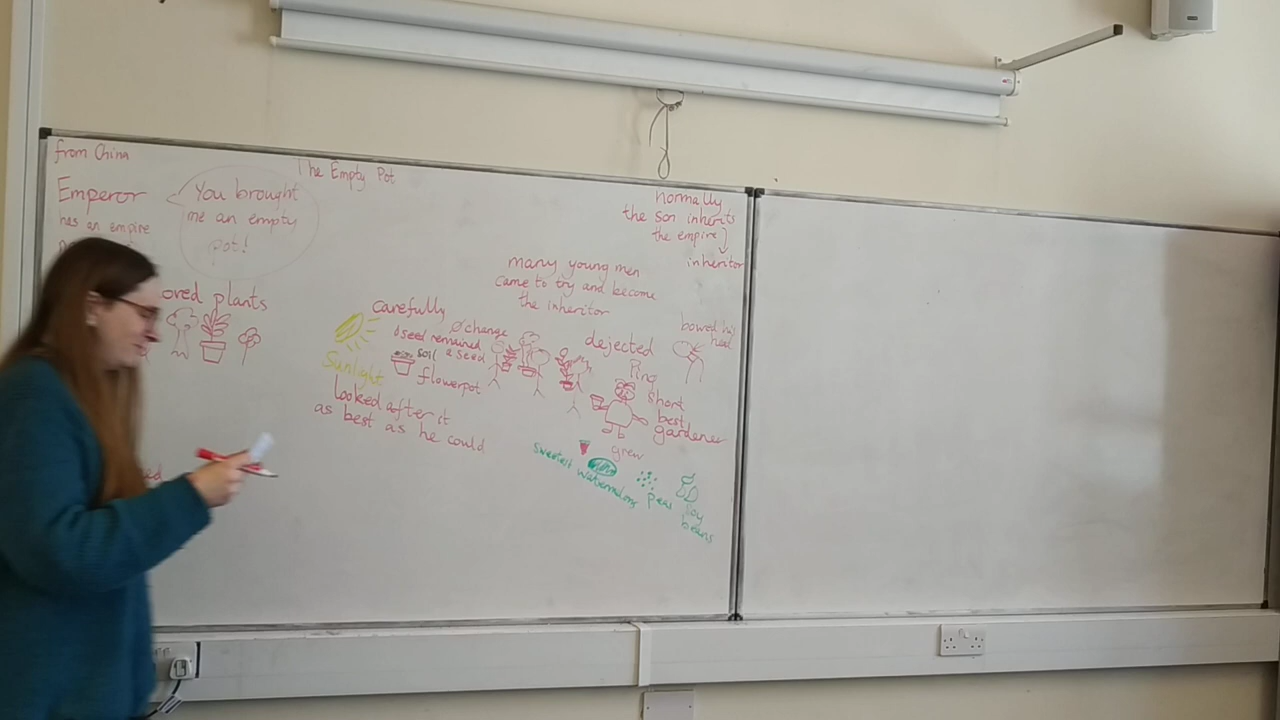 from China
The Empty Pot
Emperor
has an empire
You brought
me an empty
pot!
oved plants
normally
the son inherits
the empire
inheritor
many young men
came to try and become
the inheritor
carefully
Ø change
seed remained
soil & seed
flowerpot
Sunlight
looked after it
as best as he could
dejected
bowed his
head
Ping
short
best
gardener
grew
sweetest watermelons
peas
soy
beans